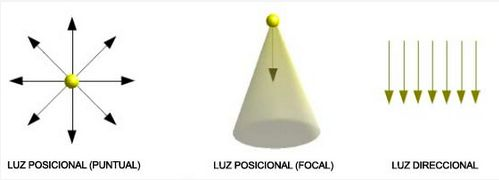 LUZ POSICIONAL (PUNTUAL)
LUZ POSICIONAL (FOCAL)
LUZ DIRECCIONAL